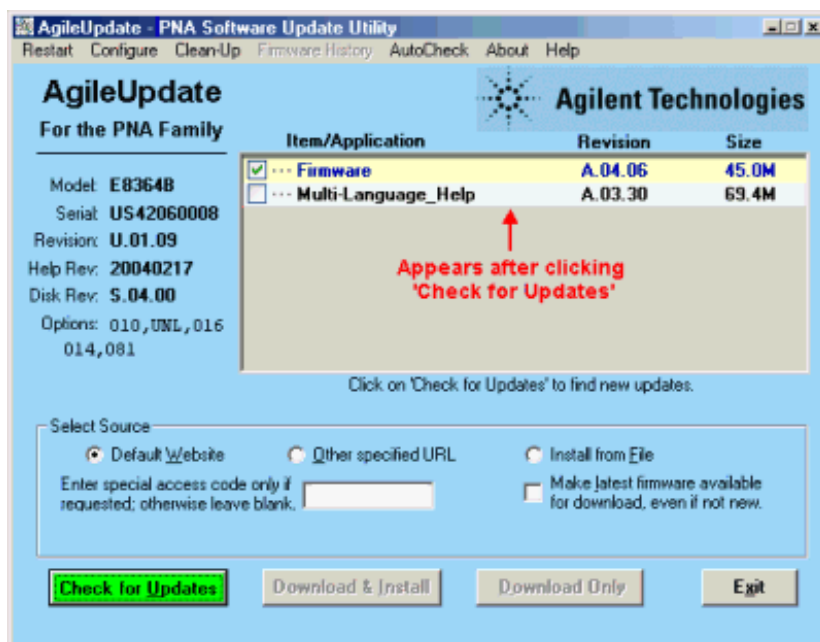 AgileUpdate - PNA Software Update Utility
Restart Configure Clean-Up Firmware History AutoCheck About Help
AgileUpdate
For the PNA Family
Agilent Technologies
Item/Application Revision Size
Firmware A.04.06 45.0M
Multi-Language_Help A.03.30 69.4M
Appears after clicking
'Check for Updates'
Model: E8364B
Serial: US42060008
Revision: U.01.09
Help Rev: 20040217
Disk Rev: S.04.00
Options: 010,UNL,016
014,081
Click on 'Check for Updates' to find new updates.
Select Source
Default Website
Other specified URL
Install from File
Enter special access code only if
requested; otherwise leave blank.
Make latest firmware available
for download, even if not new.
Check for Updates
Download & Install
Download Only
Exit